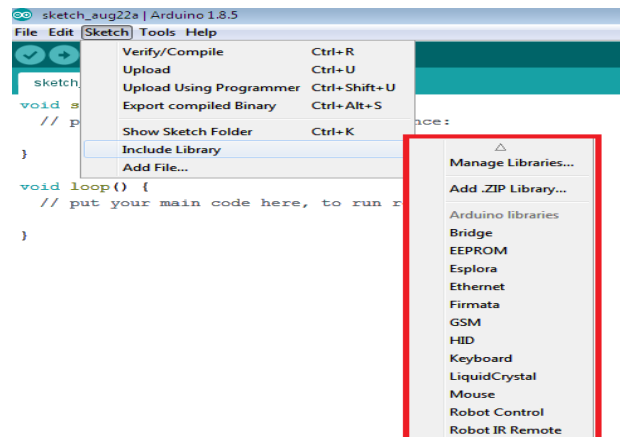 sketch_aug22a | Arduino 1.8.5
File Edit Sketch Tools Help
Verify/Compile Ctrl+R
Upload Ctrl+U
Upload Using Programmer Ctrl+Shift+U
Export compiled Binary Ctrl+Alt+S
Show Sketch Folder Ctrl+K
Include Library
Add File...
sketch_
void s
// p nce:
}
void loop() {
// put your main code here, to run r
}
Manage Libraries...
Add .ZIP Library...
Arduino libraries
Bridge
EEPROM
Esplora
Ethernet
Firmata
GSM
HID
Keyboard
LiquidCrystal
Mouse
Robot Control
Robot IR Remote